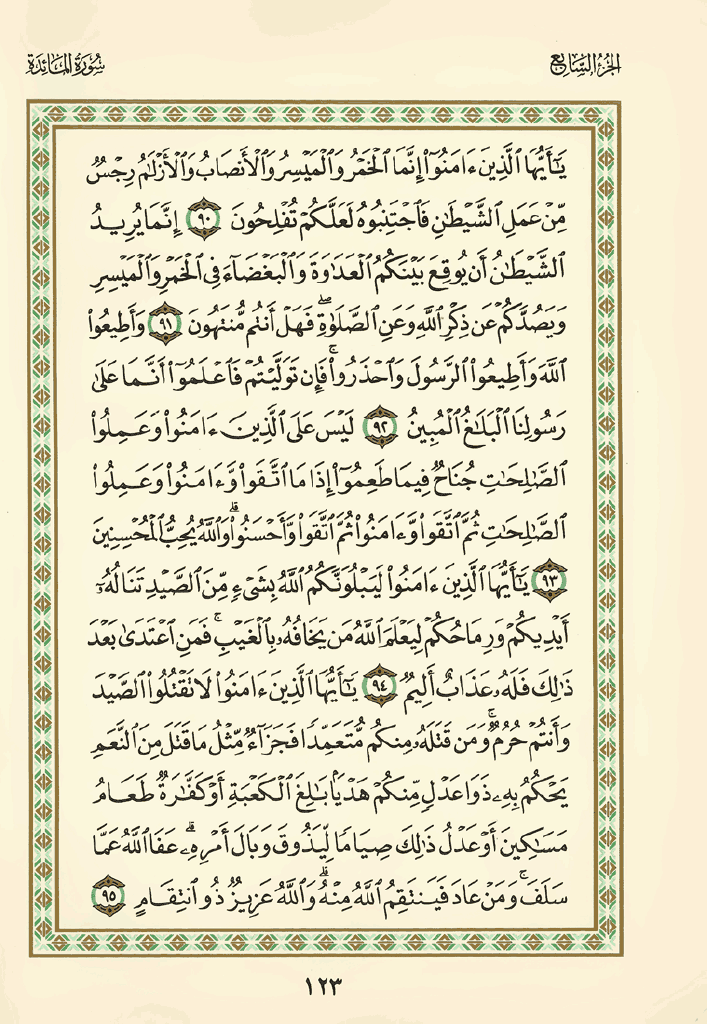 الجزء السابع
سورة المائدة
يَـٰٓأَيُّهَا ٱلَّذِينَ ءَامَنُوٓا۟ إِنَّمَا ٱلْخَمْرُ وَٱلْمَيْسِرُ وَٱلْأَنصَابُ وَٱلْأَزْلَـٰمُ رِجْسٌ
مِّنْ عَمَلِ ٱلشَّيْطَـٰنِ فَٱجْتَنِبُوهُ لَعَلَّكُمْ تُفْلِحُونَ ٩٠ إِنَّمَا يُرِيدُ
ٱلشَّيْطَـٰنُ أَن يُوقِعَ بَيْنَكُمُ ٱلْعَدَٰوَةَ وَٱلْبَغْضَآءَ فِى ٱلْخَمْرِ وَٱلْمَيْسِرِ
وَيَصُدَّكُمْ عَن ذِكْرِ ٱللَّهِ وَعَنِ ٱلصَّلَوٰةِ ۖ فَهَلْ أَنتُم مُّنتَهُونَ ٩١ وَأَطِيعُوا۟
ٱللَّهَ وَأَطِيعُوا۟ ٱلرَّسُولَ وَٱحْذَرُوا۟ ۚ فَإِن تَوَلَّيْتُمْ فَٱعْلَمُوٓا۟ أَنَّمَا عَلَىٰ
رَسُولِنَا ٱلْبَلَـٰغُ ٱلْمُبِينُ ٩٢ لَيْسَ عَلَى ٱلَّذِينَ ءَامَنُوا۟ وَعَمِلُوا۟
ٱلصَّـٰلِحَـٰتِ جُنَاحٌ فِيمَا طَعِمُوٓا۟ إِذَا مَا ٱتَّقَوا۟ وَّءَامَنُوا۟ وَعَمِلُوا۟
ٱلصَّـٰلِحَـٰتِ ثُمَّ ٱتَّقَوا۟ وَّءَامَنُوا۟ ثُمَّ ٱتَّقَوا۟ وَّأَحْسَنُوا۟ ۗ وَٱللَّهُ يُحِبُّ ٱلْمُحْسِنِينَ
٩٣ يَـٰٓأَيُّهَا ٱلَّذِينَ ءَامَنُوا۟ لَيَبْلُوَنَّكُمُ ٱللَّهُ بِشَىْءٍ مِّنَ ٱلصَّيْدِ تَنَالُهُۥٓ
أَيْدِيكُمْ وَرِمَاحُكُمْ لِيَعْلَمَ ٱللَّهُ مَن يَخَافُهُۥ بِٱلْغَيْبِ ۚ فَمَنِ ٱعْتَدَىٰ بَعْدَ
ذَٰلِكَ فَلَهُۥ عَذَابٌ أَلِيمٌ ٩٤ يَـٰٓأَيُّهَا ٱلَّذِينَ ءَامَنُوا۟ لَا تَقْتُلُوا۟ ٱلصَّيْدَ
وَأَنتُمْ حُرُمٌ ۚ وَمَن قَتَلَهُۥ مِنكُم مُّتَعَمِّدًا فَجَزَآءٌ مِّثْلُ مَا قَتَلَ مِنَ ٱلنَّعَمِ
يَحْكُمُ بِهِۦ ذَوَا عَدْلٍ مِّنكُمْ هَدْيًۢا بَـٰلِغَ ٱلْكَعْبَةِ أَوْ كَفَّـٰرَةٌ طَعَامُ
مَسَـٰكِينَ أَوْ عَدْلُ ذَٰلِكَ صِيَامًا لِّيَذُوقَ وَبَالَ أَمْرِهِۦ ۗ عَفَا ٱللَّهُ عَمَّا
سَلَفَ ۚ وَمَنْ عَادَ فَيَنتَقِمُ ٱللَّهُ مِنْهُ ۗ وَٱللَّهُ عَزِيزٌ ذُو ٱنتِقَامٍ ٩٥
١٢٣